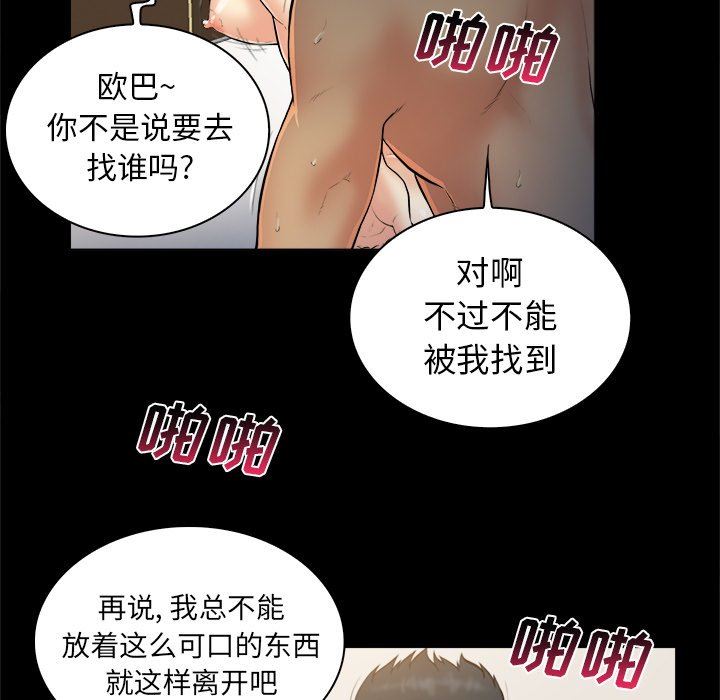 啪啪
欧巴~
你不是说要去
找谁吗?
对啊
不过不能
被我找到
啪啪
再说, 我总不能
放着这么可口的东西
就这样离开吧
啪啪